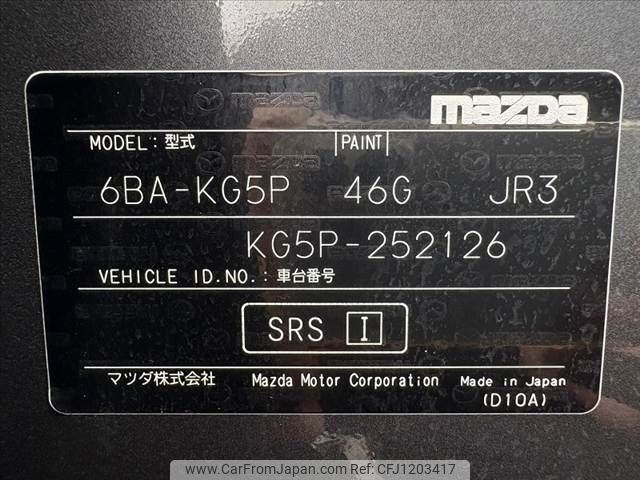 mazda
MODEL: 型式 PAINT
6BA-KG5P 46G JR3
KG5P-252126
VEHICLE ID.NO.: 車台番号
SRS I
マツダ株式会社 Mazda Motor Corporation Made in Japan
(D10A)
www.CarFromJapan.com | Ref.No CFJ1203417